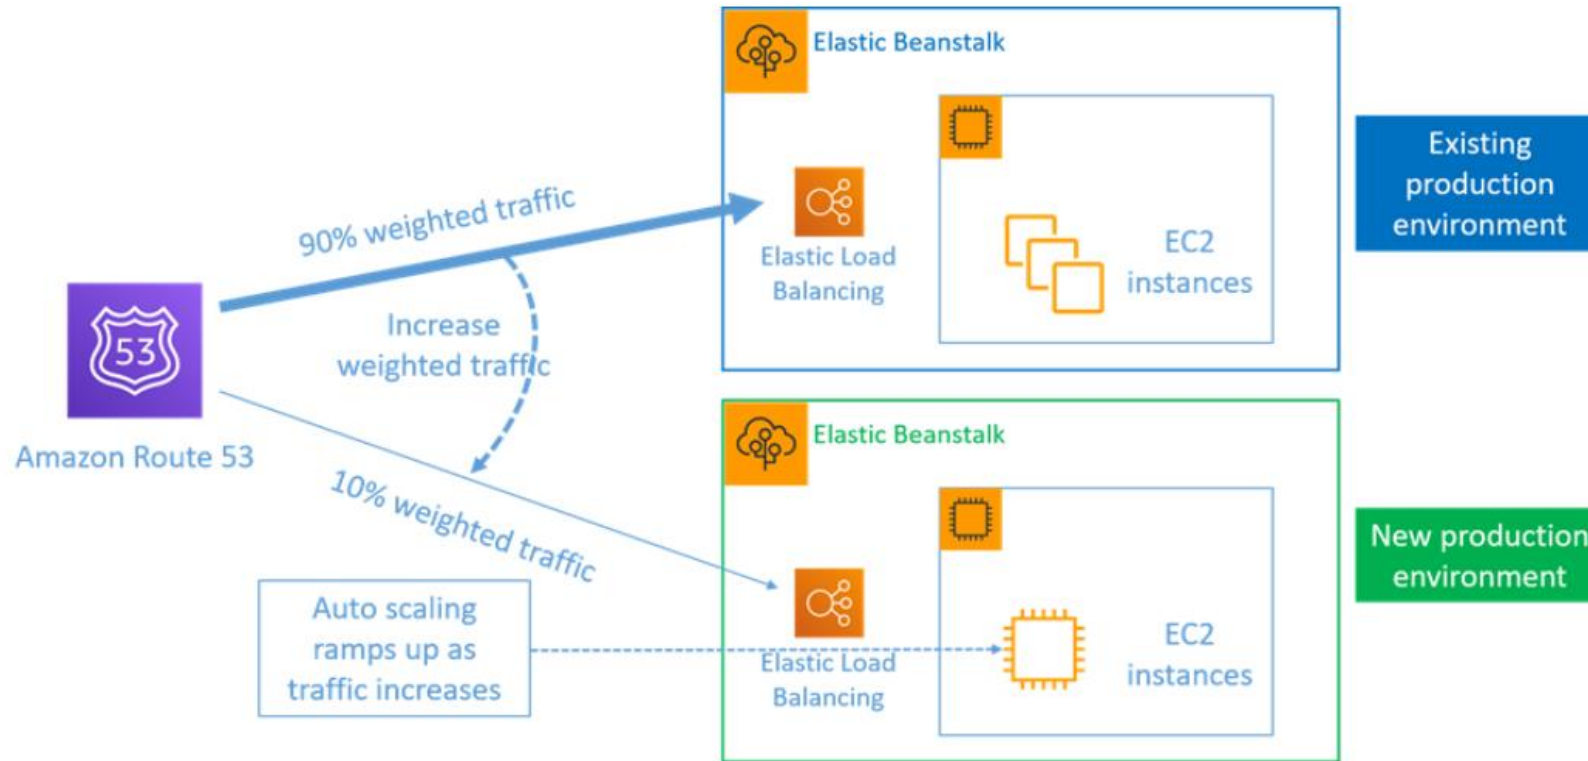 Elastic Beanstalk
90% weighted traffic
Elastic Load
Balancing
EC2
instances
Existing
production
environment
Increase
weighted traffic
53
Amazon Route 53
10% weighted traffic
Elastic Beanstalk
Auto scaling
ramps up as
traffic increases
Elastic Load
Balancing
EC2
instances
New production
environment